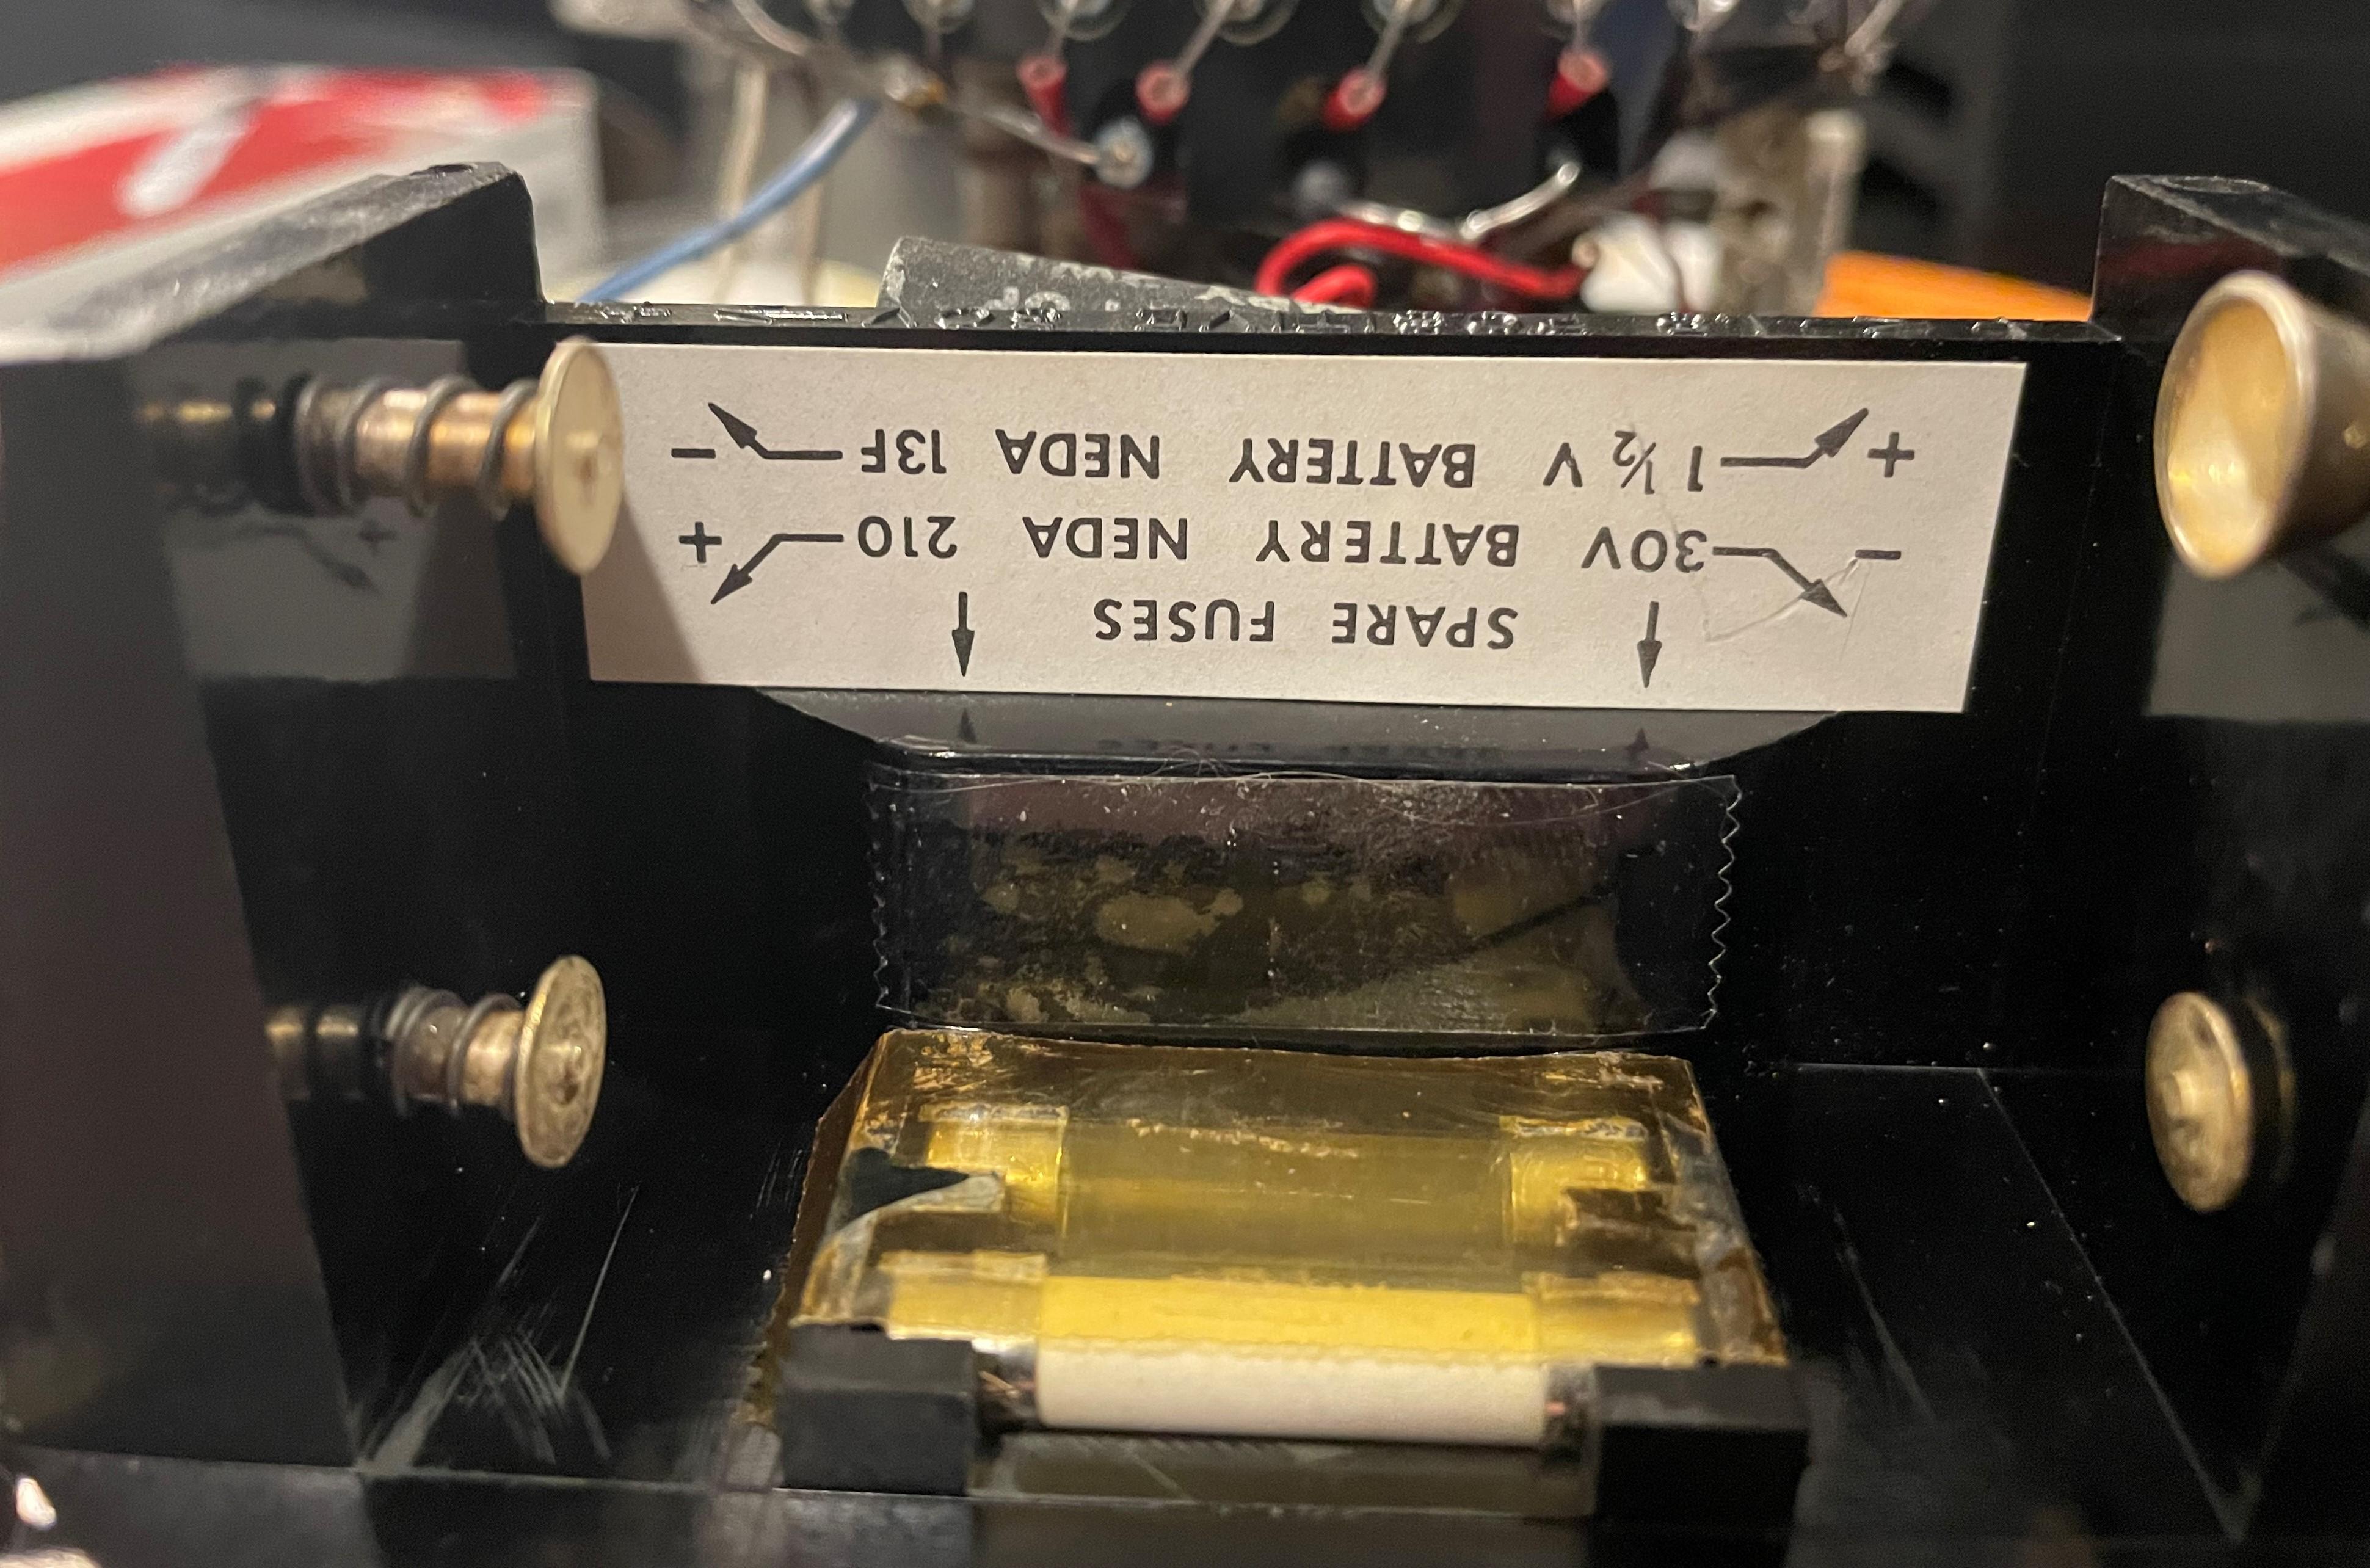 SPARE FUSES
− 30V BATTERY NEDA 210 +
+ 1 ½ V BATTERY NEDA 13F −